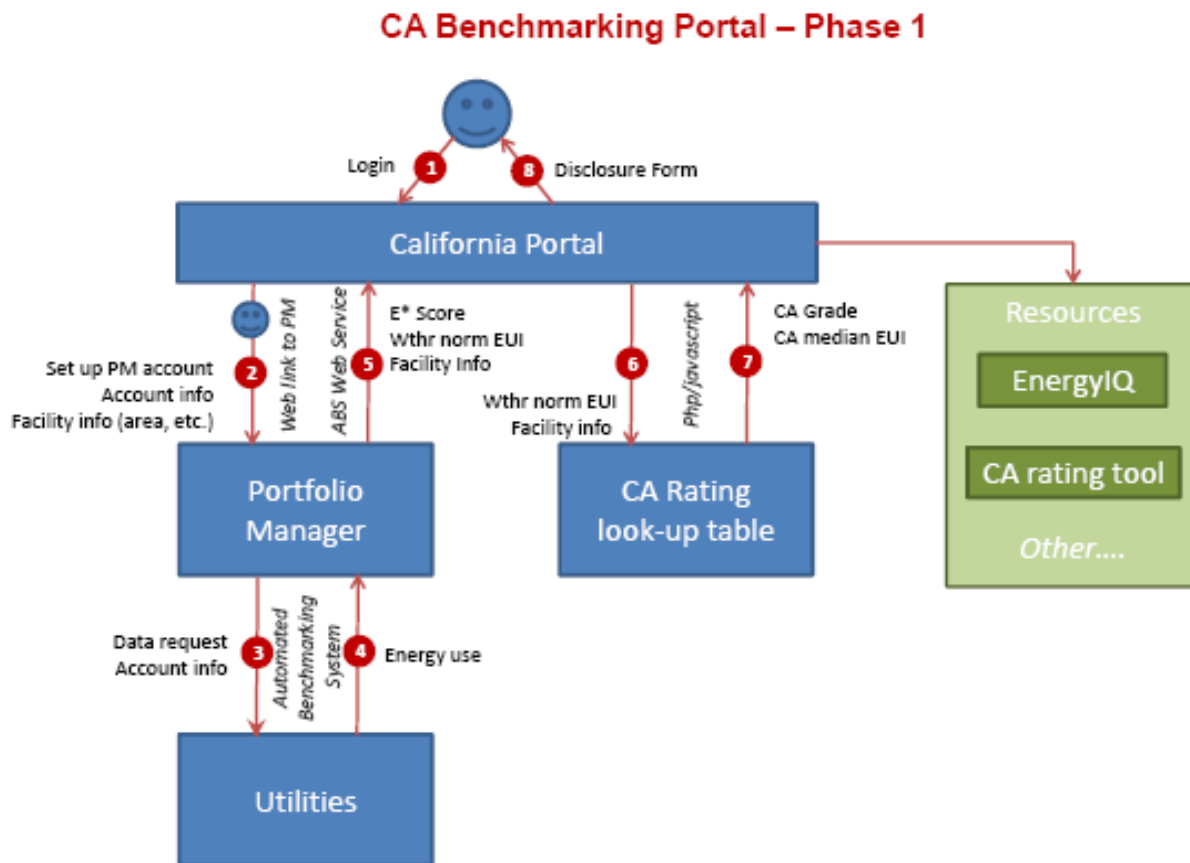 CA Benchmarking Portal – Phase 1
Login
1
8
Disclosure Form
California Portal
Set up PM account
Account info
Facility info (area, etc.)
2
Web link to PM
ABS Web Service
5
E* Score
Wthr norm EUI
Facility Info
6
Wthr norm EUI
Facility info
Php/javascript
7
CA Grade
CA median EUI
Resources
EnergyIQ
CA rating tool
Other....
Portfolio
Manager
CA Rating
look-up table
Data request
Account info
3
Automated
Benchmarking
System
4
Energy use
Utilities